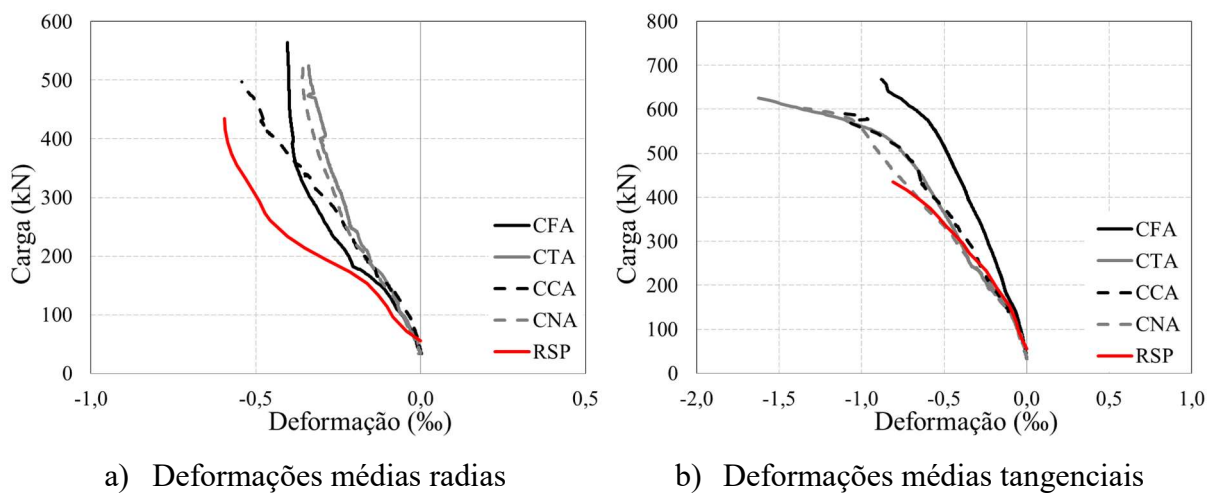 600
500
400
300
200
100
0
Carga (kN)
-1,0
-0,5
0,0
0,5
Deformação (‰)
CFA
CTA
CCA
CNA
RSP
a) Deformações médias radias
800
700
600
500
400
300
200
100
0
Carga (kN)
-2,0
-1,5
-1,0
-0,5
0,0
0,5
1,0
Deformação (‰)
CFA
CTA
CCA
CNA
RSP
b) Deformações médias tangenciais